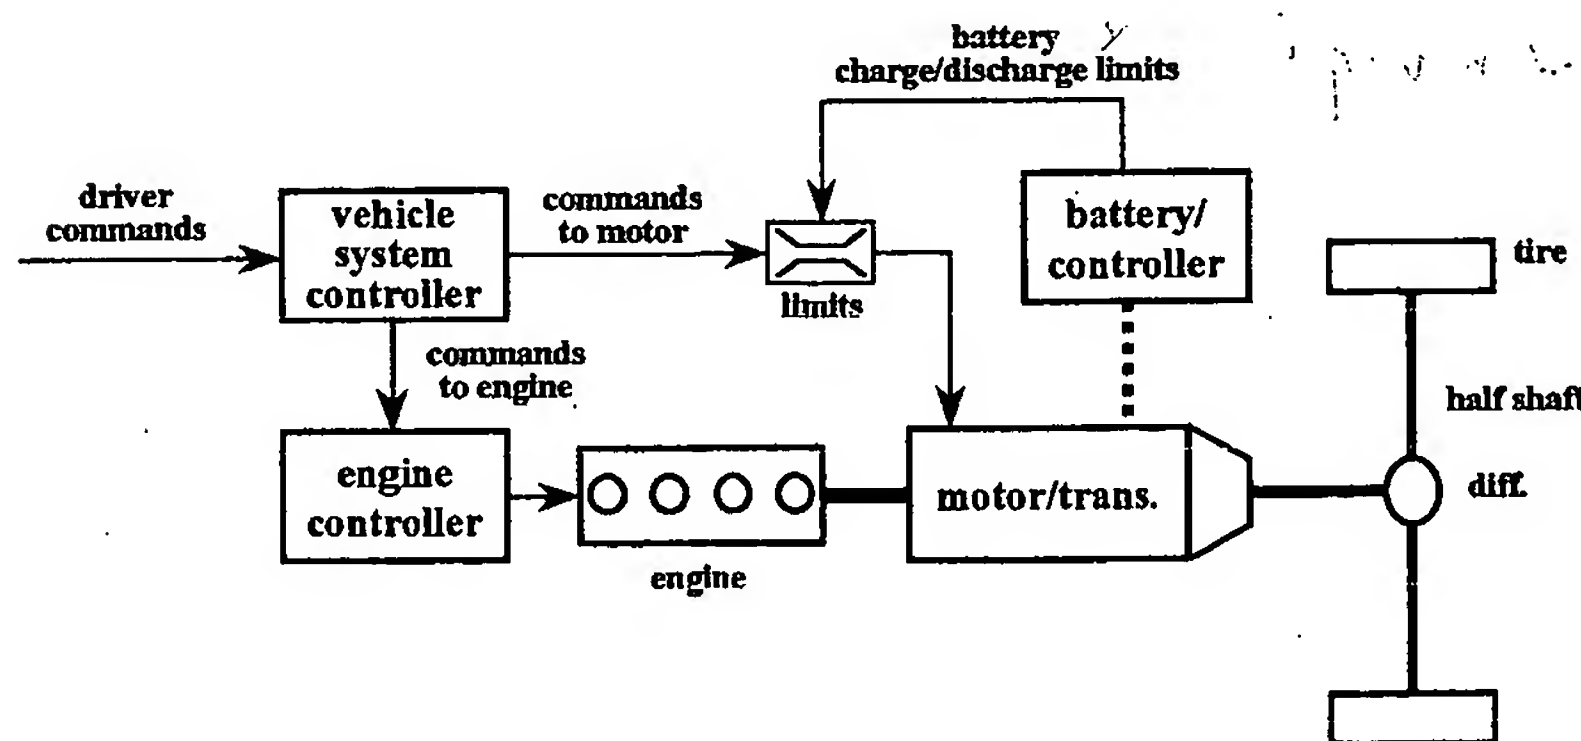 battery
charge/discharge limits
driver
commands
vehicle
system
controller
commands
to motor
limits
battery/
controller
tire
commands
to engine
half shaft
engine
controller
motor/trans.
diff.
engine